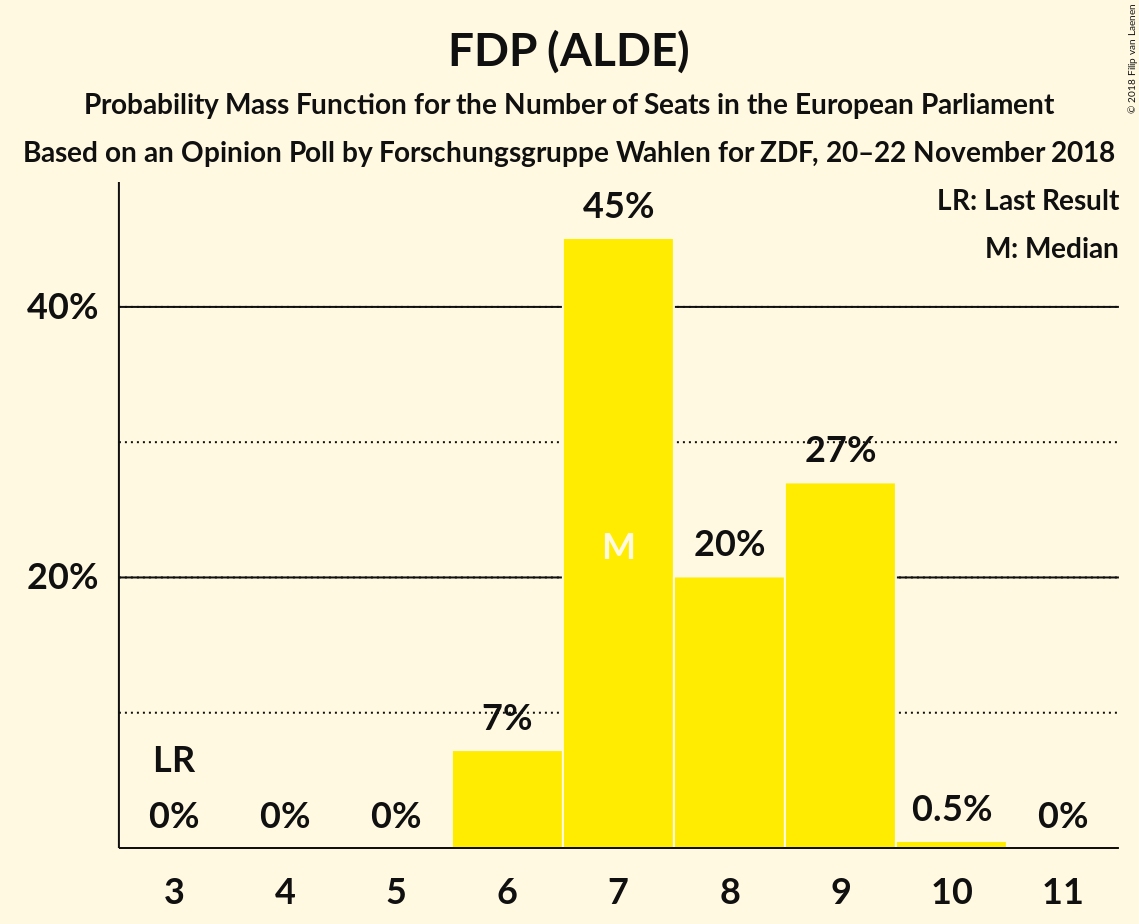 FDP (ALDE)
Probability Mass Function for the Number of Seats in the European Parliament
Based on an Opinion Poll by Forschungsgruppe Wahlen for ZDF, 20–22 November 2018
© 2018 Filip van Laenen
LR: Last Result
M: Median
45%
40%
27%
M
20%
20%
7%
LR
0% 0% 0% 0.5% 0%
3 4 5 6 7 8 9 10 11